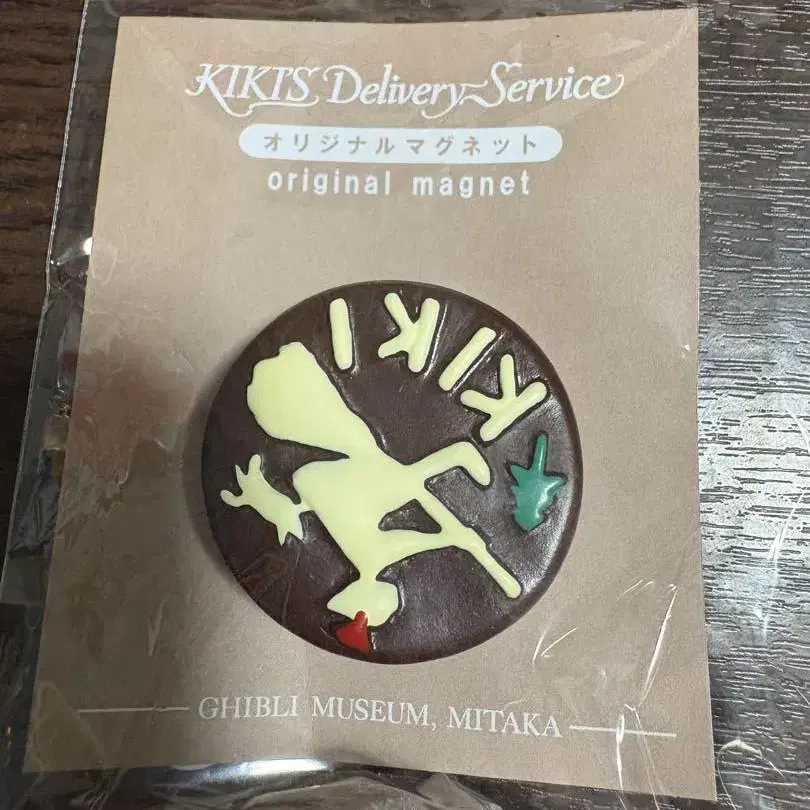 KIKI'S Delivery Service
オリジナルマグネット
original magnet
KIKI
GHIBLI MUSEUM, MITAKA